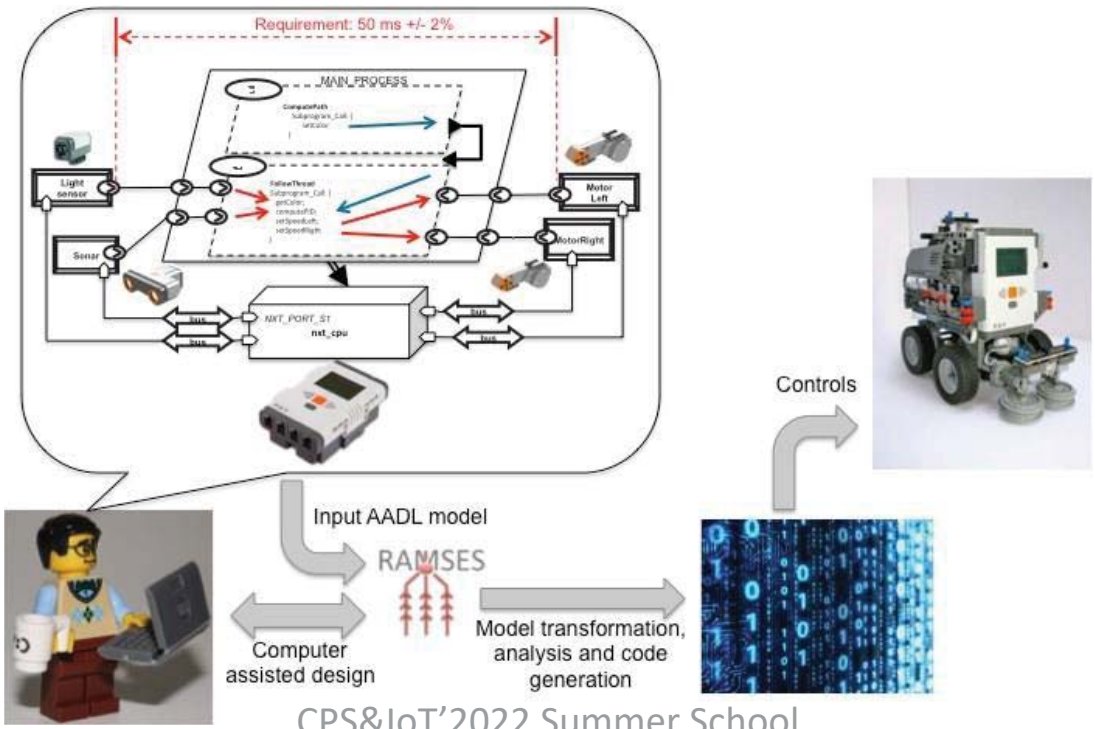 Requirement: 50 ms +/- 2%
MAIN_PROCESS
ComputePath
Subprogram_Call {
setColor
}
Light
sensor
FollowThread
Subprogram_Call {
getColor;
computePID;
setSpeedLeft;
setSpeedRight
}
Motor
Left
Sonar
MotorRight
bus
NXT_PORT_S1
bus
bus
nxt_cpu
bus
Controls
Input AADL model
RAMSES
Computer
assisted design
Model transformation,
analysis and code
generation
CPS&IoT'2022 Summer School